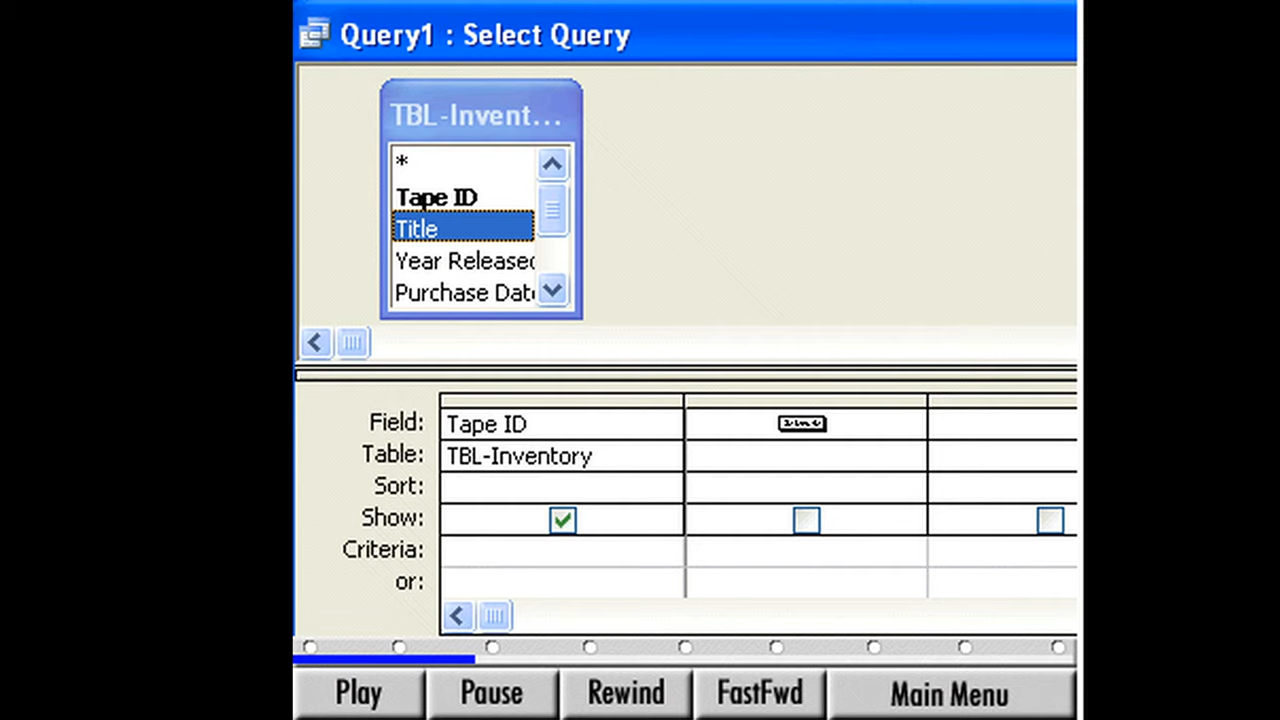 Query1 : Select Query
TBL-Invent...
*
Tape ID
Title
Year Released
Purchase Date
Field: Tape ID
Table: TBL-Inventory
Sort:
Show:
Criteria:
or:
Play Pause Rewind FastFwd Main Menu